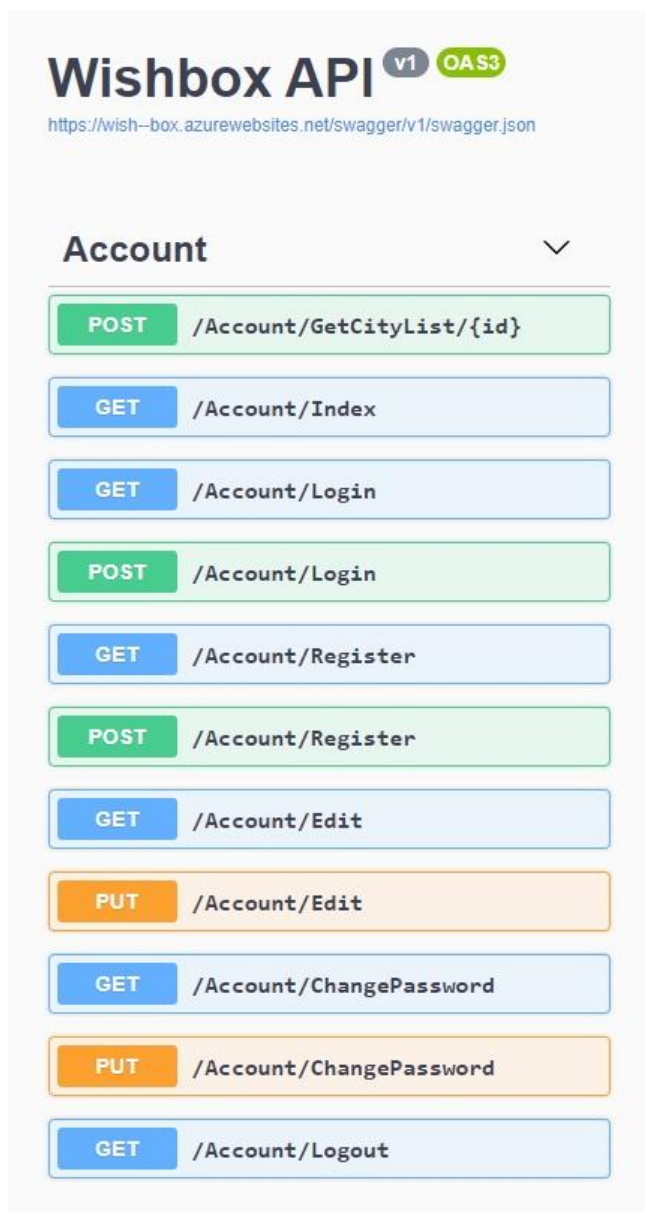 Wishbox API v1 OAS3
https://wish--box.azurewebsites.net/swagger/v1/swagger.json
Account
POST /Account/GetCityList/{id}
GET /Account/Index
GET /Account/Login
POST /Account/Login
GET /Account/Register
POST /Account/Register
GET /Account/Edit
PUT /Account/Edit
GET /Account/ChangePassword
PUT /Account/ChangePassword
GET /Account/Logout